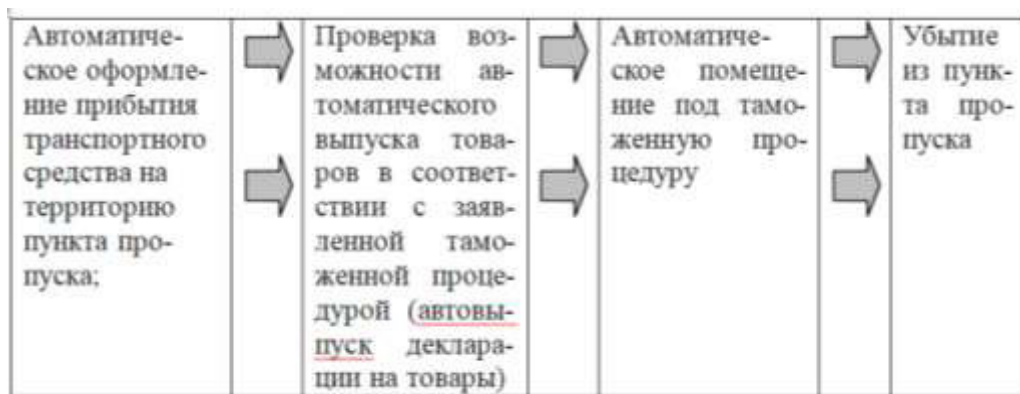 Автоматиче-
ское оформле-
ние прибытия
транспортного
средства на
территорию
пункта про-
пуска;
Проверка воз-
можности ав-
томатического
выпуска това-
ров в соответ-
ствии с заяв-
ленной тамо-
женной проце-
дурой (автовы-
пуск деклара-
ции на товары)
Автоматиче-
ское помеще-
ние под тамо-
женную про-
цедуру
Убытие
из пунк-
та про-
пуска